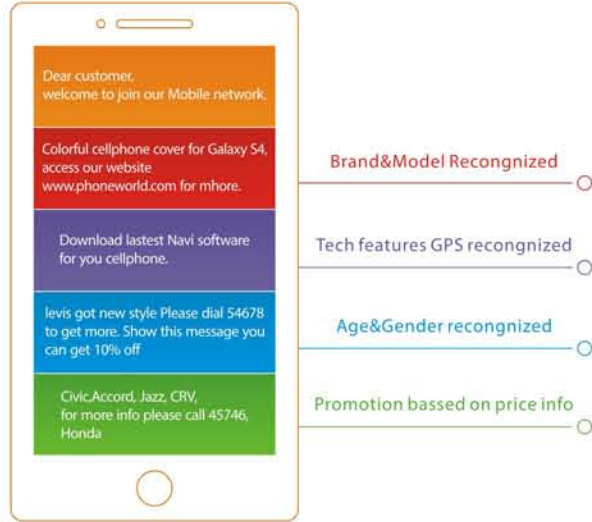 Dear customer,
welcome to join our Mobile network.
Colorful cellphone cover for Galaxy S4,
access our website
www.phoneworld.com for mhore.
Brand&Model Recongnized
Download lastest Navi software
for you cellphone.
Tech features GPS recongnized
levis got new style Please dial 54678
to get more. Show this message you
can get 10% off
Age&Gender recongnized
Civic,Accord, Jazz, CRV,
for more info please call 45746,
Honda
Promotion bassed on price info